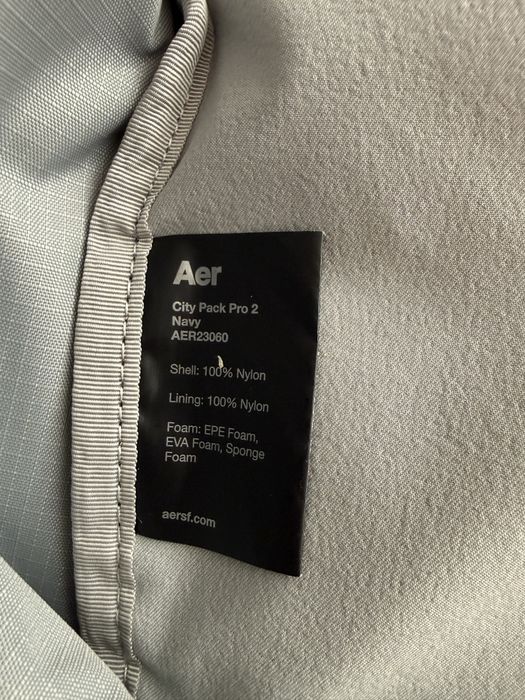 Aer
City Pack Pro 2
Navy
AER23060
Shell: 100% Nylon
Lining: 100% Nylon
Foam: EPE Foam,
EVA Foam, Sponge
Foam
aersf.com